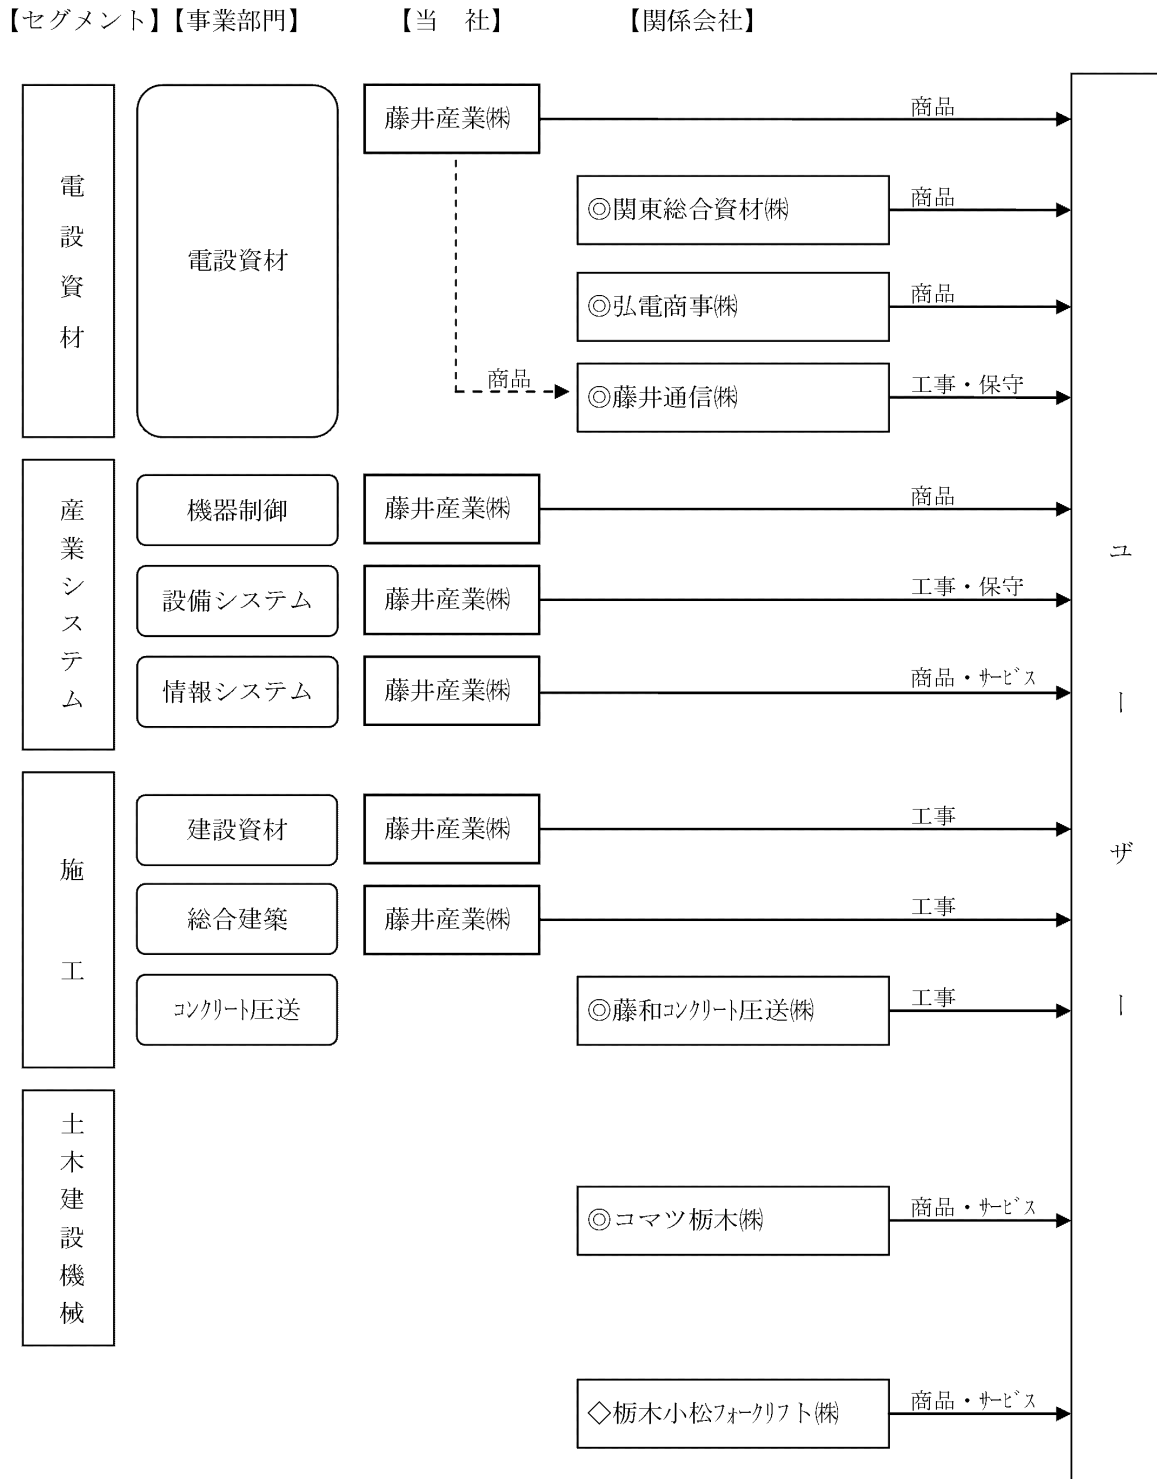 【セグメント】【事業部門】 【当　社】 【関係会社】
電設資材
電設資材
藤井産業㈱
商品
◎関東総合資材㈱
商品
◎弘電商事㈱
商品
商品
◎藤井通信㈱
工事・保守
産業システム
機器制御
藤井産業㈱
商品
設備システム
藤井産業㈱
工事・保守
情報システム
藤井産業㈱
商品・ｻｰﾋﾞｽ
施工
建設資材
藤井産業㈱
工事
総合建築
藤井産業㈱
工事
ｺﾝｸﾘｰﾄ圧送
◎藤和ｺﾝｸﾘｰﾄ圧送㈱
工事
土木建設機械
◎コマツ栃木㈱
商品・ｻｰﾋﾞｽ
◇栃木小松ﾌｫｰｸﾘﾌﾄ㈱
商品・ｻｰﾋﾞｽ
ユーザー